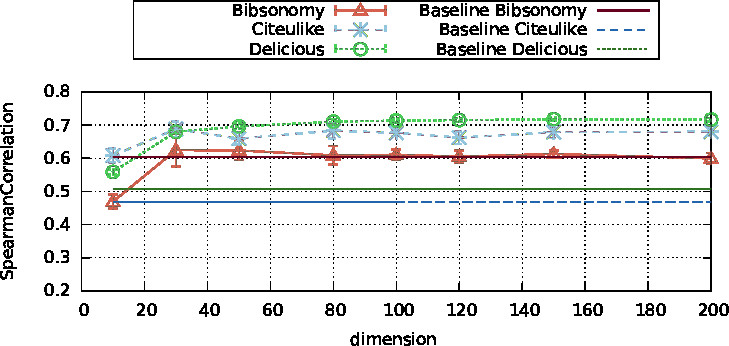 Bibsonomy Baseline Bibsonomy
Citeulike Baseline Citeulike
Delicious Baseline Delicious
0.8
0.7
0.6
0.5
0.4
0.3
0.2
SpearmanCorrelation
0 20 40 60 80 100 120 140 160 180 200
dimension